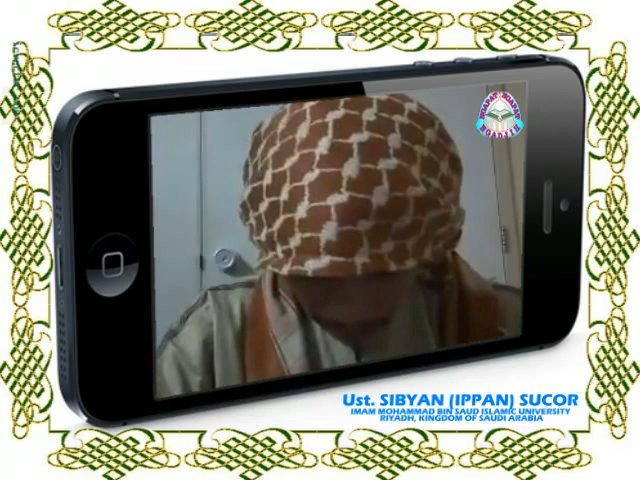 Ust. SIBYAN (IPPAN) SUCOR
IMAM MOHAMMAD BIN SAUD ISLAMIC UNIVERSITY
RIYADH, KINGDOM OF SAUDI ARABIA